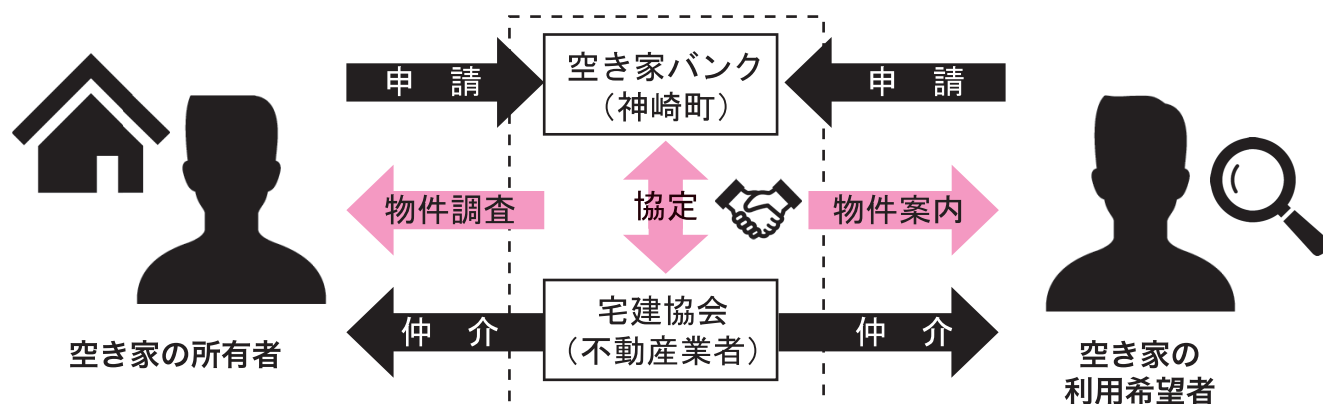 申請
空き家バンク
（神崎町）
申請
物件調査
協定
物件案内
仲介
宅建協会
（不動産業者）
仲介
空き家の所有者
空き家の
利用希望者